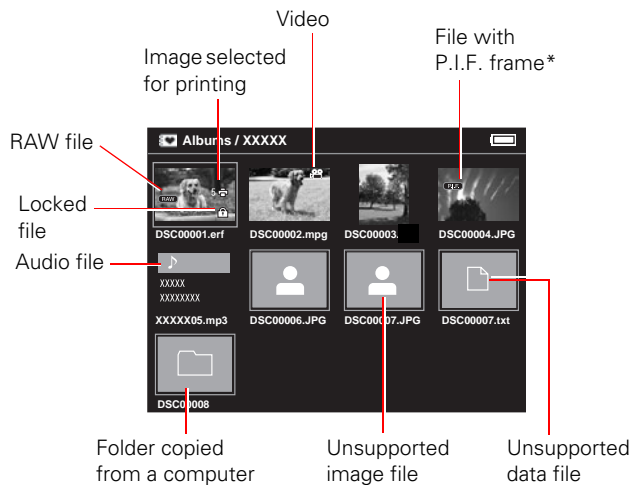 Video
Image selected
for printing
File with
P.I.F. frame*
RAW file
Locked
file
Audio file
Albums / XXXXX
RAW
5
P.I.F.
DSC00001.erf
DSC00002.mpg
DSC00003.
DSC00004.JPG
XXXXX
XXXXXXXX
XXXXX05.mp3
DSC00006.JPG
DSC00007.JPG
DSC00007.txt
DSC00008
Folder copied
from a computer
Unsupported
image file
Unsupported
data file